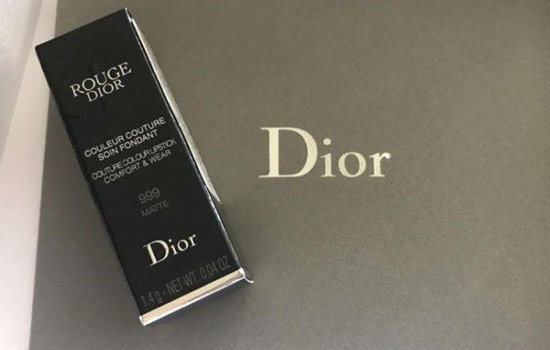 ROUGE
DIOR
COULEUR COUTURE
SOIN FONDANT
COUTURE COLOUR LIPSTICK
COMFORT & WEAR
999
MATTE
Dior
1.4 g - NET WT. 0.04 OZ
Dior